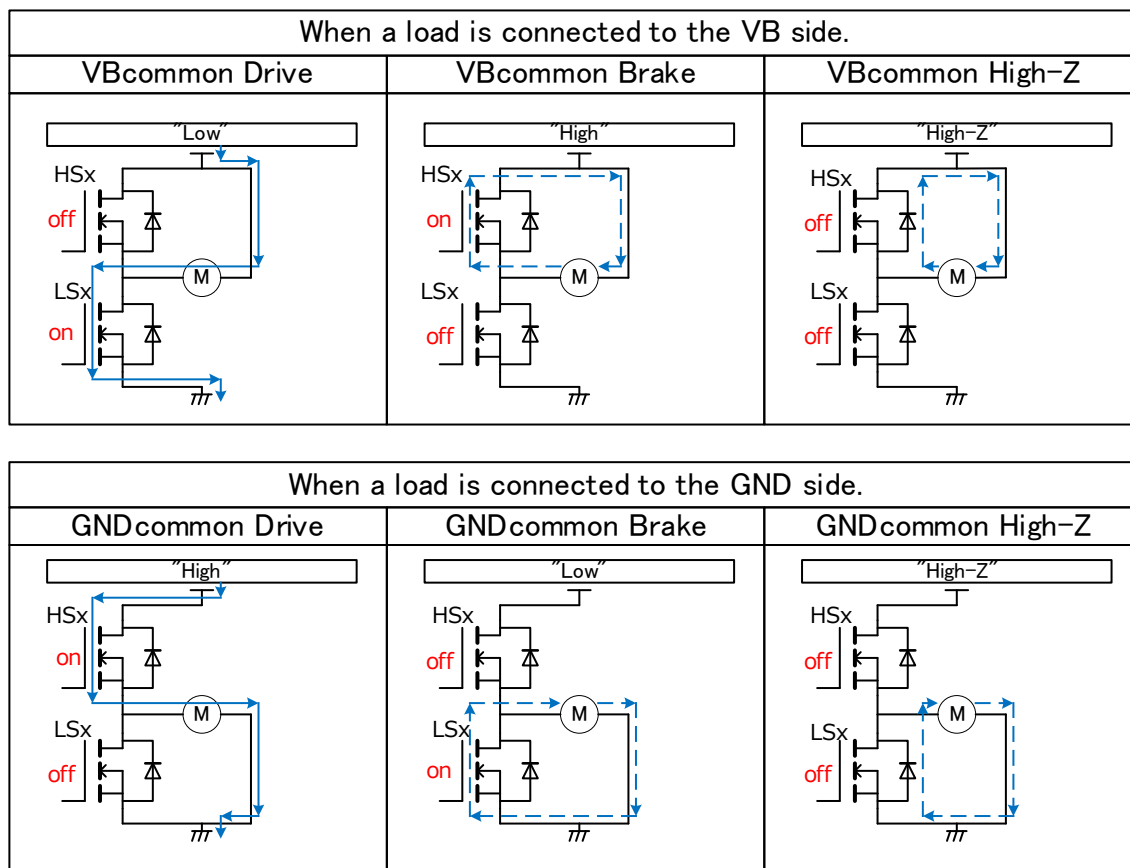 When a load is connected to the VB side.
VBcommon Drive
VBcommon Brake
VBcommon High-Z
"Low"
HSx
off
M
LSx
on
"High"
HSx
on
M
LSx
off
"High-Z"
HSx
off
M
LSx
off
When a load is connected to the GND side.
GNDcommon Drive
GNDcommon Brake
GNDcommon High-Z
"High"
HSx
on
M
LSx
off
"Low"
HSx
off
M
LSx
on
"High-Z"
HSx
off
M
LSx
off